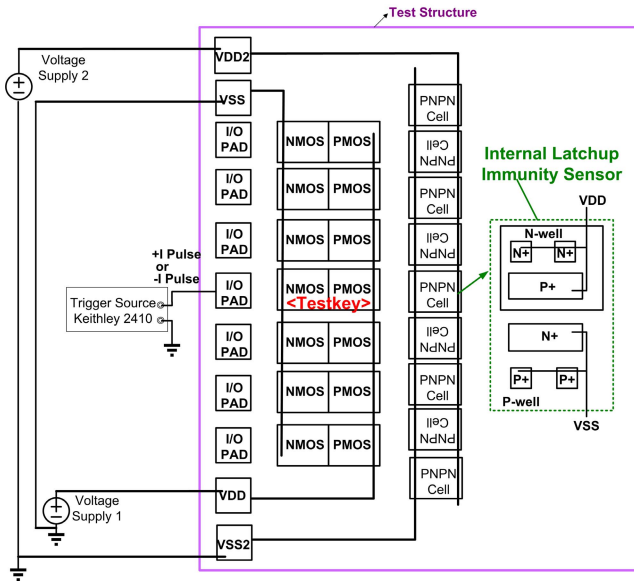 Test Structure
Voltage
Supply 2
+
−
VDD2
VSS
I/O
PAD
I/O
PAD
I/O
PAD
I/O
PAD
I/O
PAD
I/O
PAD
I/O
PAD
VDD
VSS2
NMOS PMOS
NMOS PMOS
NMOS PMOS
NMOS PMOS
<Testkey>
NMOS PMOS
NMOS PMOS
NMOS PMOS
PNPN
Cell
PNPN
Cell
PNPN
Cell
PNPN
Cell
PNPN
Cell
PNPN
Cell
PNPN
Cell
PNPN
Cell
PNPN
Cell
+I Pulse
or
-I Pulse
Trigger Source
Keithley 2410
Voltage
Supply 1
+
−
Internal Latchup
Immunity Sensor
VDD
N-well
N+ N+
P+
N+
P+ P+
P-well
VSS